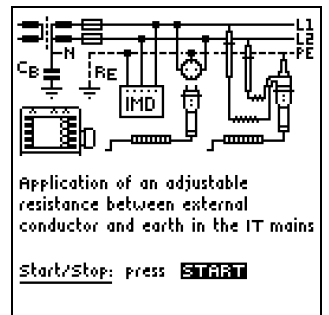 L1
L2
N
PE
CB
RE
IMD
Application of an adjustable
resistance between external
conductor and earth in the IT mains
Start/Stop: press START